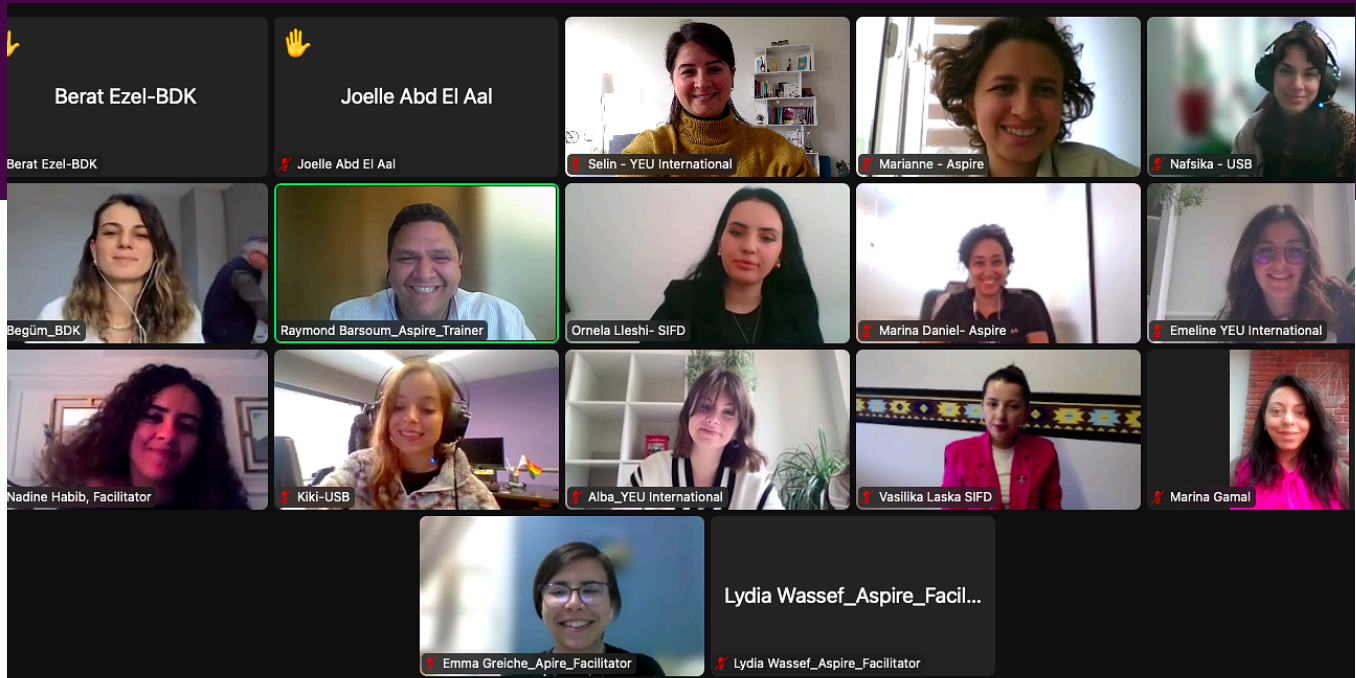 Berat Ezel-BDK
Berat Ezel-BDK
Joelle Abd El Aal
Joelle Abd El Aal
Selin - YEU International
Marianne - Aspire
Nafsika - USB
Begüm_BDK
Raymond Barsoum_Aspire_Trainer
Ornela Lleshi- SIFD
Marina Daniel- Aspire
Emeline YEU International
Nadine Habib, Facilitator
Kiki-USB
Alba_YEU International
Vasilika Laska SIFD
Marina Gamal
Emma Greiche_Apire_Facilitator
Lydia Wassef_Aspire_Facil...
Lydia Wassef_Aspire_Facilitator